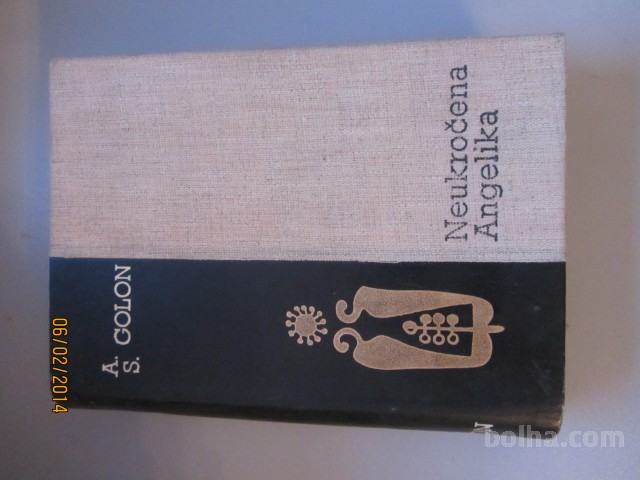 A.
S. GOLON
Neukročena
Angelika
06/02/2014
bolha.com